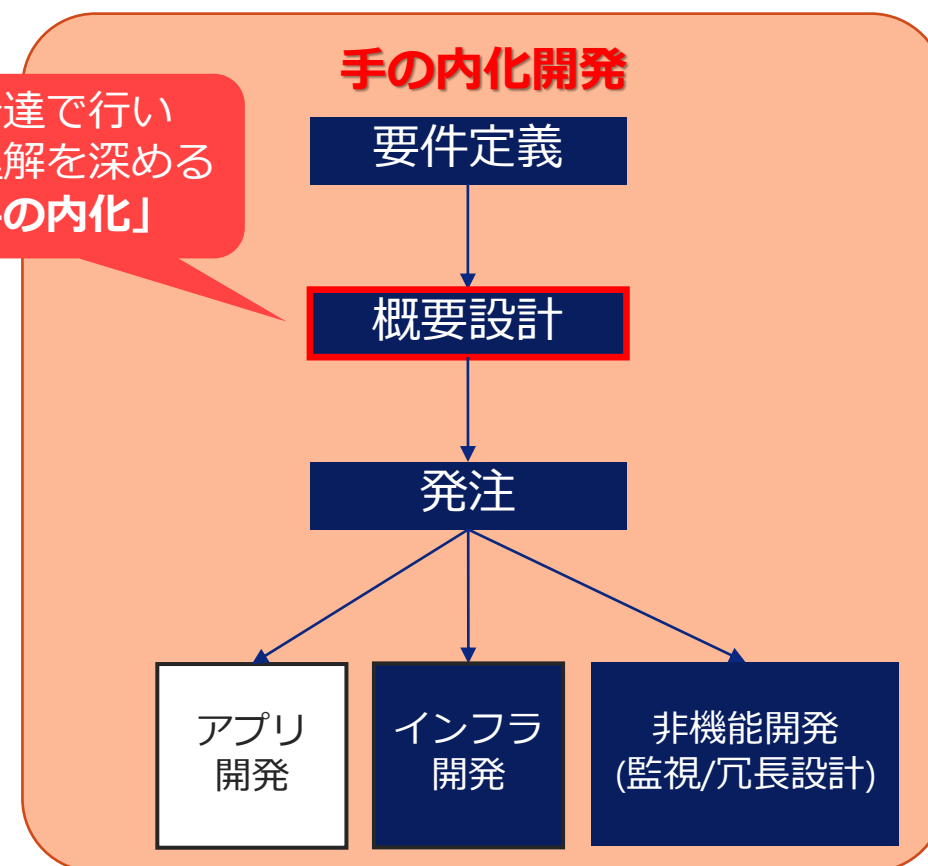 手の内化開発
達で行い
解を深める
の内化」
要件定義
概要設計
発注
アプリ
開発
インフラ
開発
非機能開発
(監視/冗長設計)